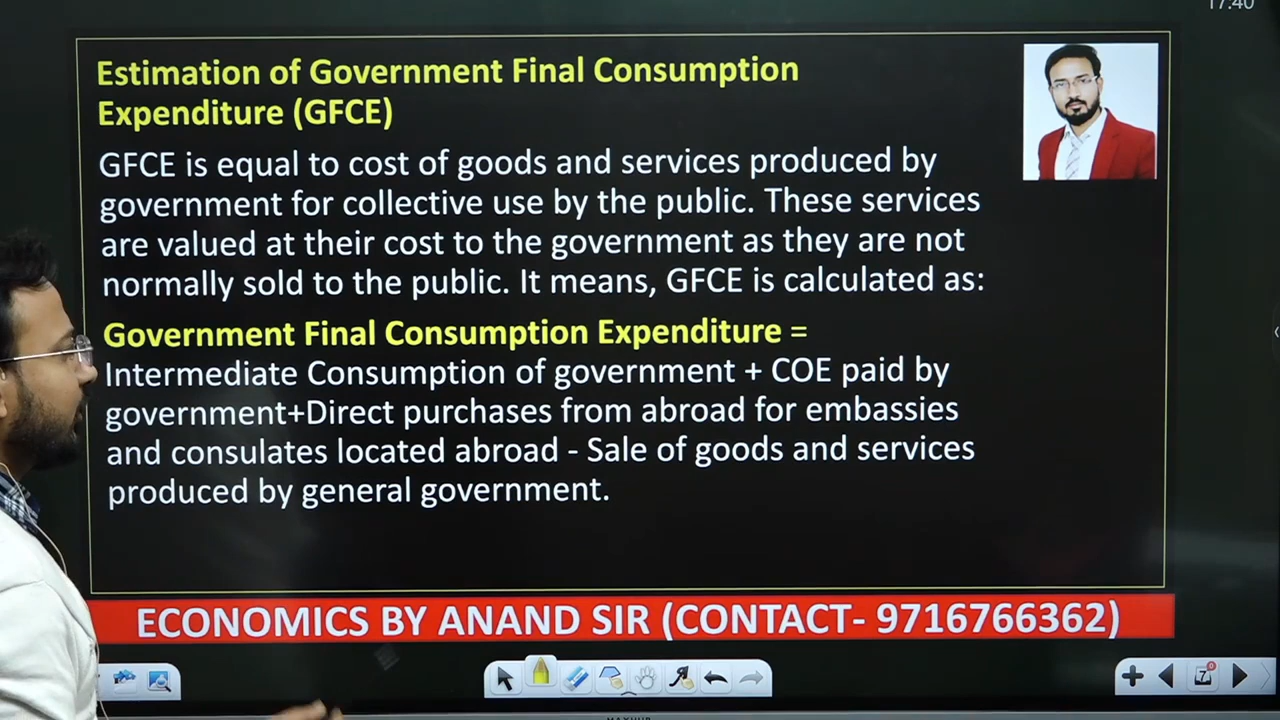 17:40
Estimation of Government Final Consumption
Expenditure (GFCE)
GFCE is equal to cost of goods and services produced by
government for collective use by the public. These services
are valued at their cost to the government as they are not
normally sold to the public. It means, GFCE is calculated as:
Government Final Consumption Expenditure =
Intermediate Consumption of government + COE paid by
government+Direct purchases from abroad for embassies
and consulates located abroad - Sale of goods and services
produced by general government.
ECONOMICS BY ANAND SIR (CONTACT- 9716766362)
7
0